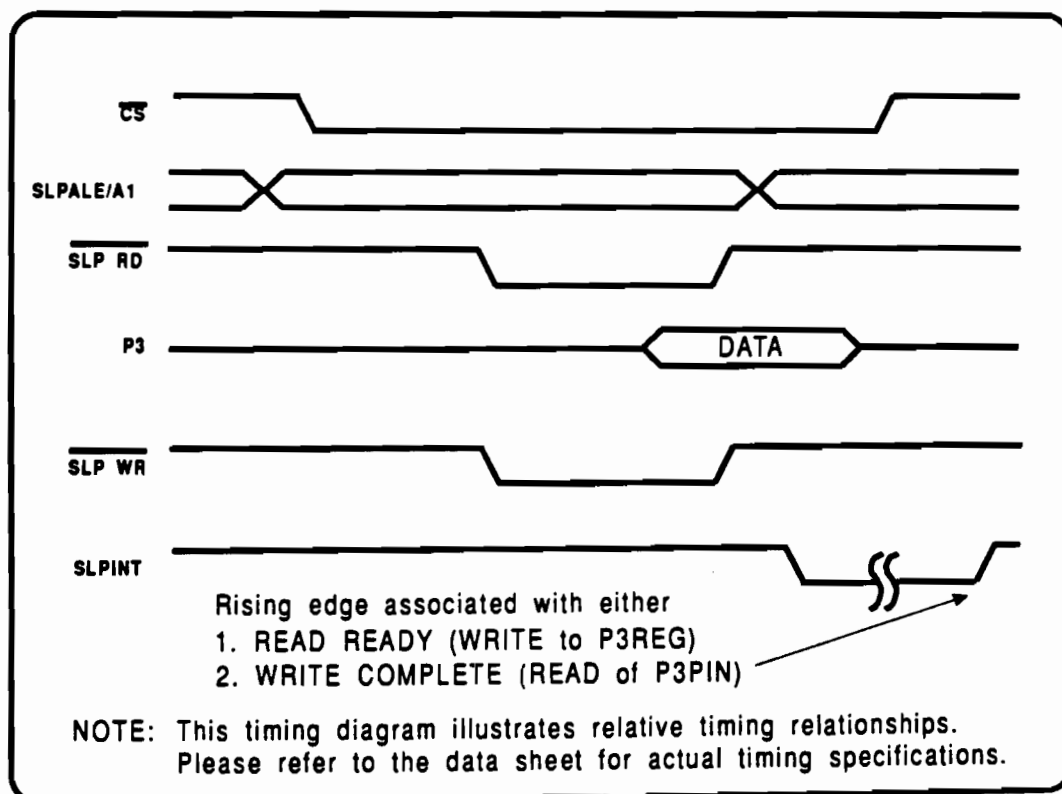 CS
SLPALE/A1
SLP RD
P3
DATA
SLP WR
SLPINT
Rising edge associated with either
1. READ READY (WRITE to P3REG)
2. WRITE COMPLETE (READ of P3PIN)
NOTE: This timing diagram illustrates relative timing relationships.
Please refer to the data sheet for actual timing specifications.